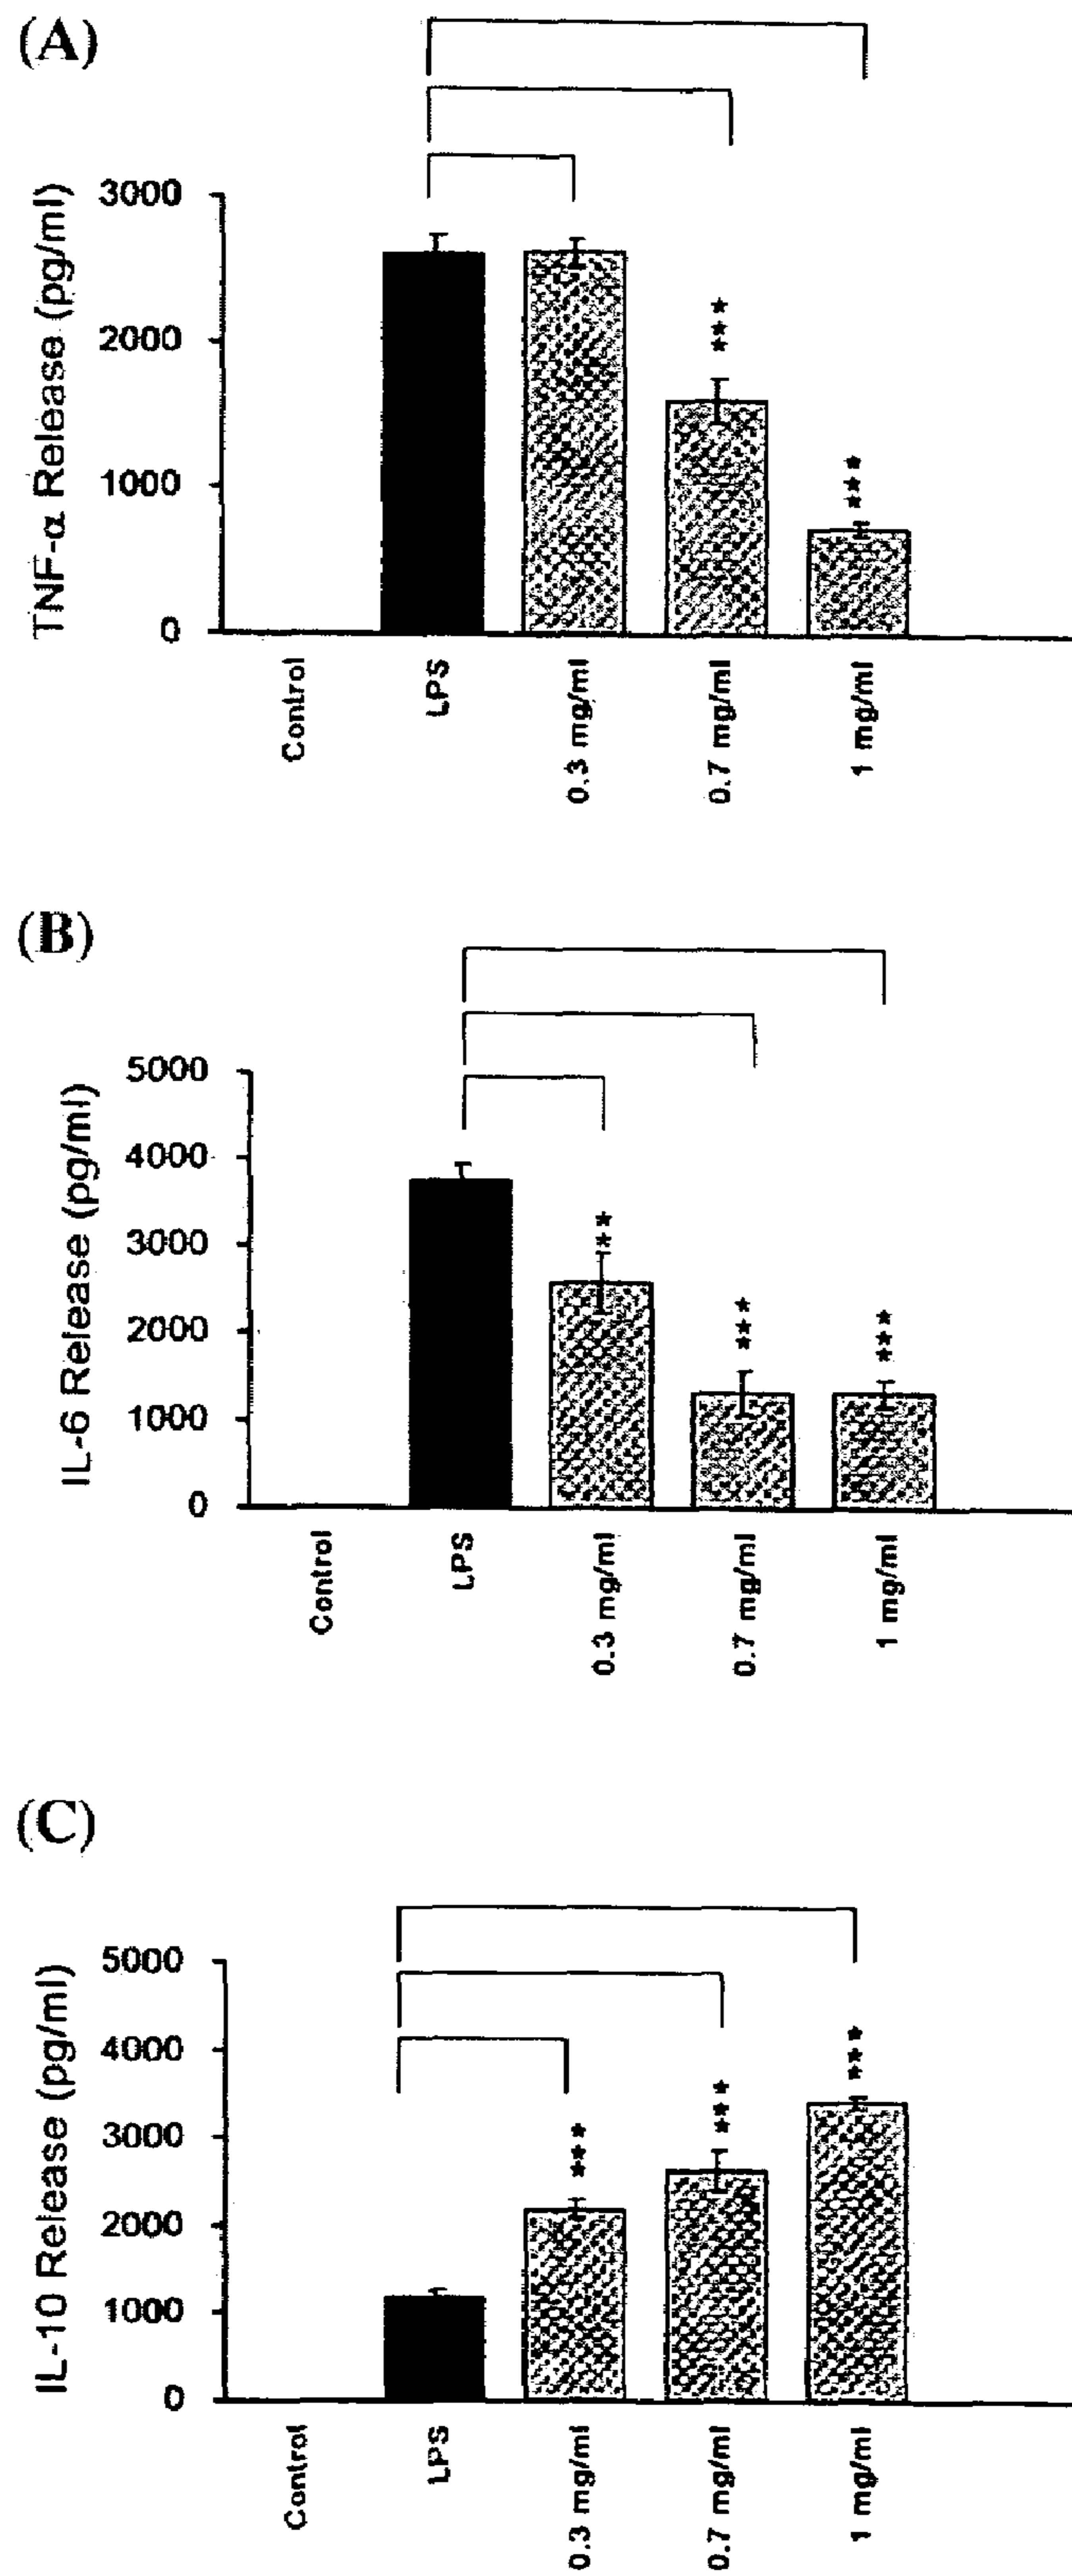 (A)
TNF-α Release (pg/ml)
3000
2000
1000
0
***
***
Control
LPS
0.3 mg/ml
0.7 mg/ml
1 mg/ml
(B)
IL-6 Release (pg/ml)
5000
4000
3000
2000
1000
0
**
***
***
Control
LPS
0.3 mg/ml
0.7 mg/ml
1 mg/ml
(C)
IL-10 Release (pg/ml)
5000
4000
3000
2000
1000
0
***
***
***
Control
LPS
0.3 mg/ml
0.7 mg/ml
1 mg/ml